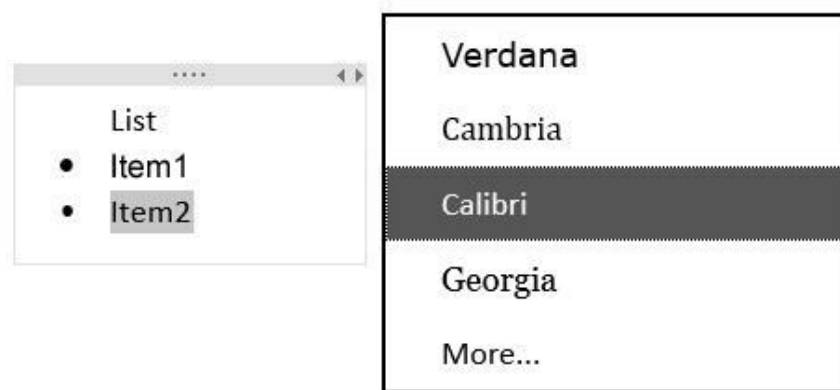 List
Item1
Item2
Verdana
Cambria
Calibri
Georgia
More...